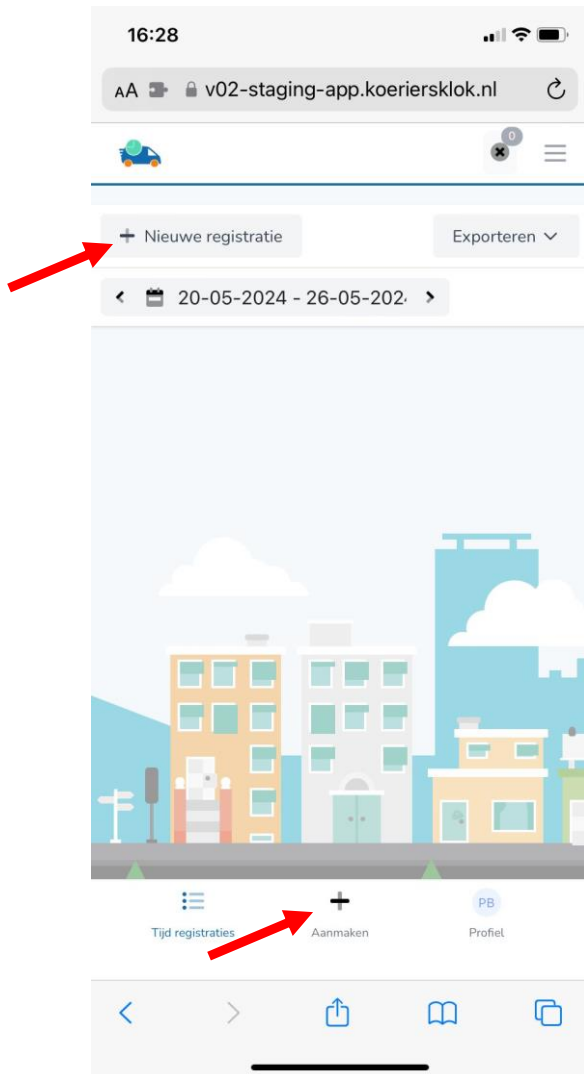 16:28
AA v02-staging-app.koeriersklok.nl
0
+ Nieuwe registratie Exporteren
20-05-2024 - 26-05-202
PB
Tijd registraties Aanmaken Profiel